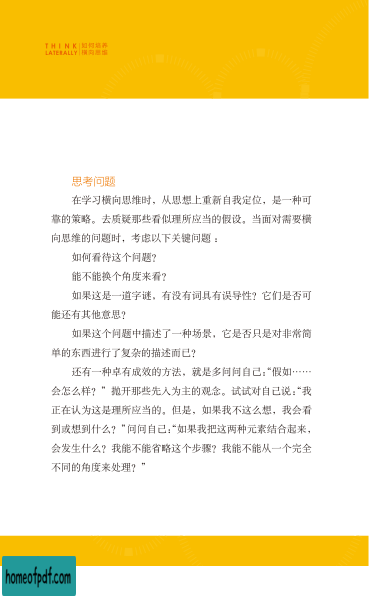 THINK 如何培养
LATERALLY 横向思维
思考问题
在学习横向思维时，从思想上重新自我定位，是一种可
靠的策略。去质疑那些看似理所应当的假设。当面对需要横
向思维的问题时，考虑以下关键问题：
如何看待这个问题？
能不能换个角度来看？
如果这是一道字谜，有没有词具有误导性？它们是否可
能还有其他意思？
如果这个问题中描述了一种场景，它是否只是对非常简
单的东西进行了复杂的描述而已？
还有一种卓有成效的方法，就是多问问自己：“假如……
会怎么样？”抛开那些先入为主的观念。试试对自己说：“我
正在认为这是理所应当的。但是，如果我不这么想，我会看
到或想到什么？”问问自己：“如果我把这两种元素结合起来，
会发生什么？我能不能省略这个步骤？我能不能从一个完全
不同的角度来处理？”
homeofpdf.com